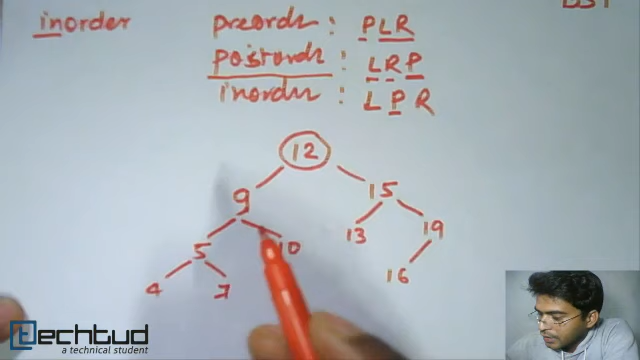 inorder preorder : PLR
postorder : LRP
inorder : LPR
12
9 15
5 10 13 19
4 7 16
techtud
a technical student